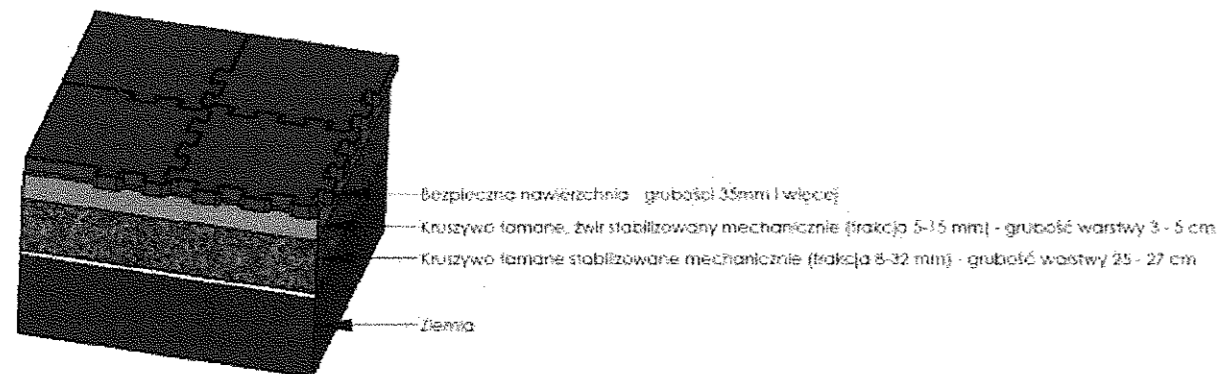 Bezpieczna nawierzchnia grubości 35mm i więcej
Kruszywo łamane, żwir stabilizowany mechanicznie (frakcja 5-15 mm) - grubość warstwy 3 - 5 cm
Kruszywo łamane stabilizowane mechanicznie (frakcja 8-32 mm) - grubość warstwy 25 - 27 cm
Ziemia